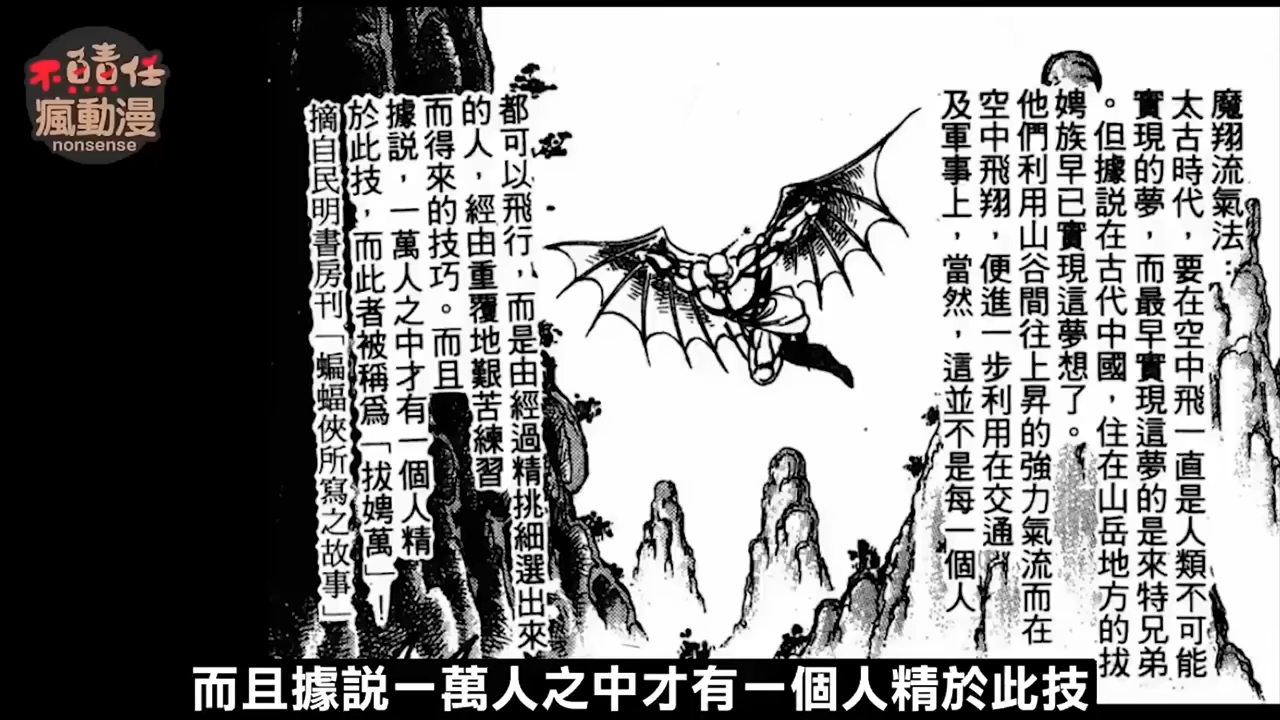 不負責任
瘋動漫
nonsense
魔翔流氣法：
太古時代，要在空中飛一直是人類不可能
實現的夢，而最早實現這夢的是來特兄弟
。但據説在古代中國，住在山岳地方的拔
娉族早已實現這夢想了。
他們利用山谷間往上昇的強力氣流而在
空中飛翔，便進一步利用在交通
及軍事上，當然，這並不是每一個人
都可以飛行，而是由經過精挑細選出來
的人，經由重覆地艱苦練習
而得來的技巧。而且
據説，一萬人之中才有一個人精
於此技，而此者被稱爲「拔娉萬」！
摘自民明書房刊「蝙蝠俠所寫之故事」
而且據説一萬人之中才有一個人精於此技